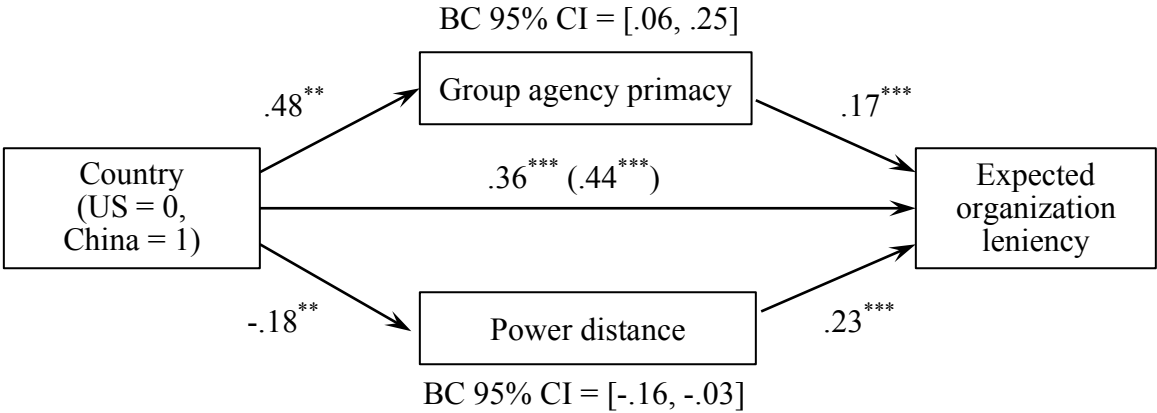 BC 95% CI = [.06, .25]
Group agency primacy
.48**
.17***
Country
(US = 0,
China = 1)
.36*** (.44***)
Expected
organization
leniency
-.18**
Power distance
.23***
BC 95% CI = [-.16, -.03]